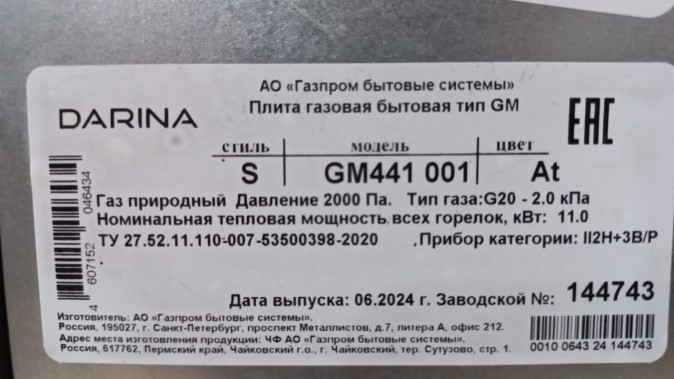 АО «Газпром бытовые системы»
Плита газовая бытовая тип GM
DARINA
EAC
стиль модель цвет
S GM441 001 At
Газ природный Давление 2000 Па. Тип газа:G20 - 2.0 кПа
Номинальная тепловая мощность всех горелок, кВт: 11.0
ТУ 27.52.11.110-007-53500398-2020 .Прибор категории: II2H+3B/P
4 607152 046434
Дата выпуска: 06.2024 г. Заводской №: 144743
Изготовитель: АО «Газпром бытовые системы».
Россия, 195027, г. Санкт-Петербург, проспект Металлистов, д.7, литера А, офис 212.
Адрес места изготовления продукции: ЧФ АО «Газпром бытовые системы».
Россия, 617762, Пермский край, Чайковский г.о., г. Чайковский, тер. Сутузово, стр. 1.
0010 0643 24 144743